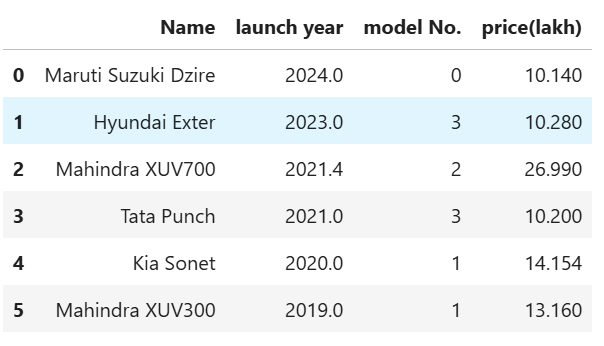 Name launch year model No. price(lakh)
0 Maruti Suzuki Dzire 2024.0 0 10.140
1 Hyundai Exter 2023.0 3 10.280
2 Mahindra XUV700 2021.4 2 26.990
3 Tata Punch 2021.0 3 10.200
4 Kia Sonet 2020.0 1 14.154
5 Mahindra XUV300 2019.0 1 13.160